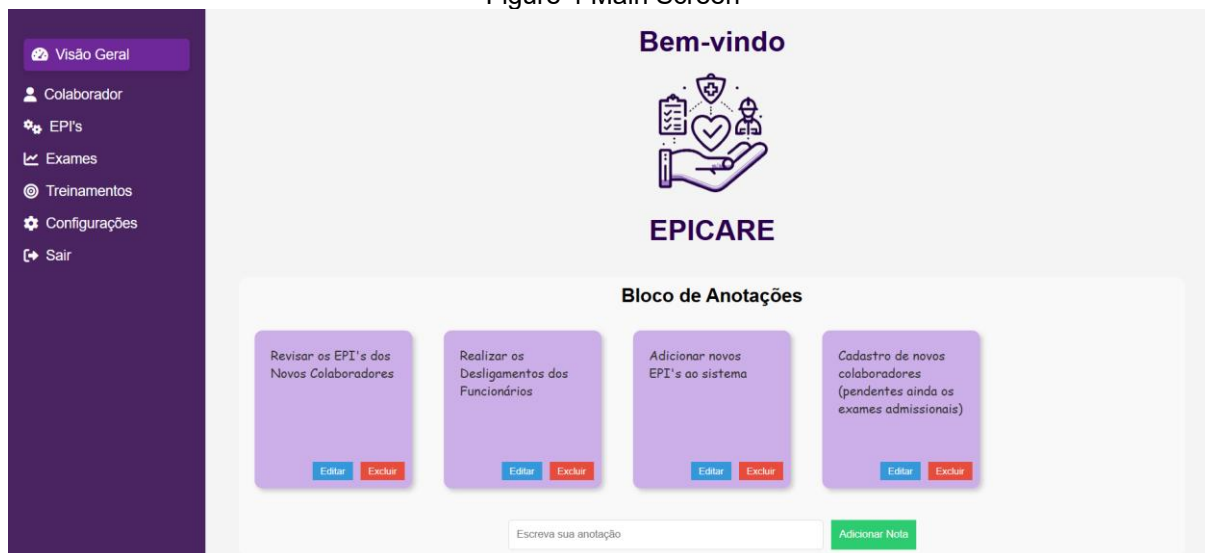 Main Screen
Visão Geral
Colaborador
EPI's
Exames
Treinamentos
Configurações
Sair
Bem-vindo
EPICARE
Bloco de Anotações
Revisar os EPI's dos
Novos Colaboradores
Editar Excluir
Realizar os
Desligamentos dos
Funcionários
Editar Excluir
Adicionar novos
EPI's ao sistema
Editar Excluir
Cadastro de novos
colaboradores
(pendentes ainda os
exames admissionais)
Editar Excluir
Escreva sua anotação
Adicionar Nota